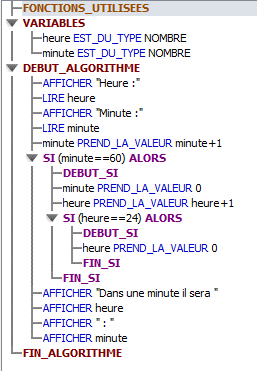 FONCTIONS_UTILISEES
VARIABLES
heure EST_DU_TYPE NOMBRE
minute EST_DU_TYPE NOMBRE
DEBUT_ALGORITHME
AFFICHER "Heure :"
LIRE heure
AFFICHER "Minute :"
LIRE minute
minute PREND_LA_VALEUR minute+1
SI (minute==60) ALORS
DEBUT_SI
minute PREND_LA_VALEUR 0
heure PREND_LA_VALEUR heure+1
SI (heure==24) ALORS
DEBUT_SI
heure PREND_LA_VALEUR 0
FIN_SI
FIN_SI
AFFICHER "Dans une minute il sera "
AFFICHER heure
AFFICHER " : "
AFFICHER minute
FIN_ALGORITHME